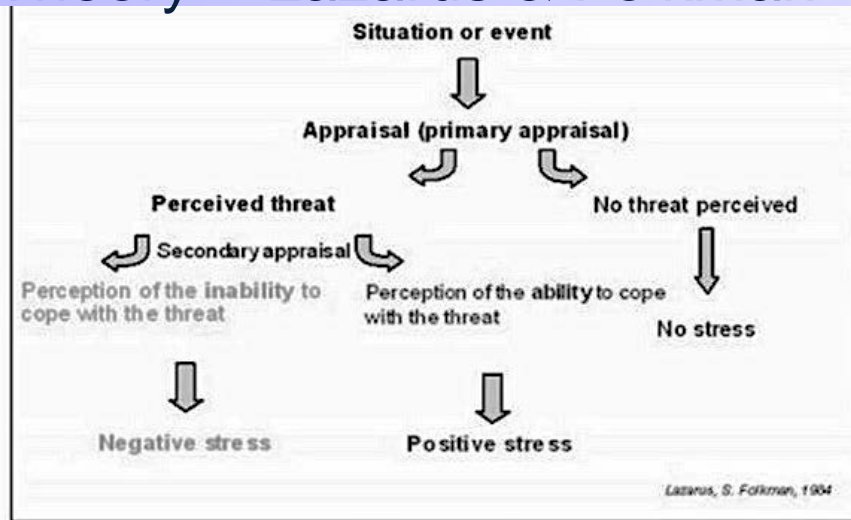 Situation or event
Appraisal (primary appraisal)
Perceived threat
No threat perceived
Secondary appraisal
Perception of the inability to
cope with the threat
Perception of the ability to cope
with the threat
No stress
Negative stress
Positive stress
Lazarus, S. Folkman, 1984